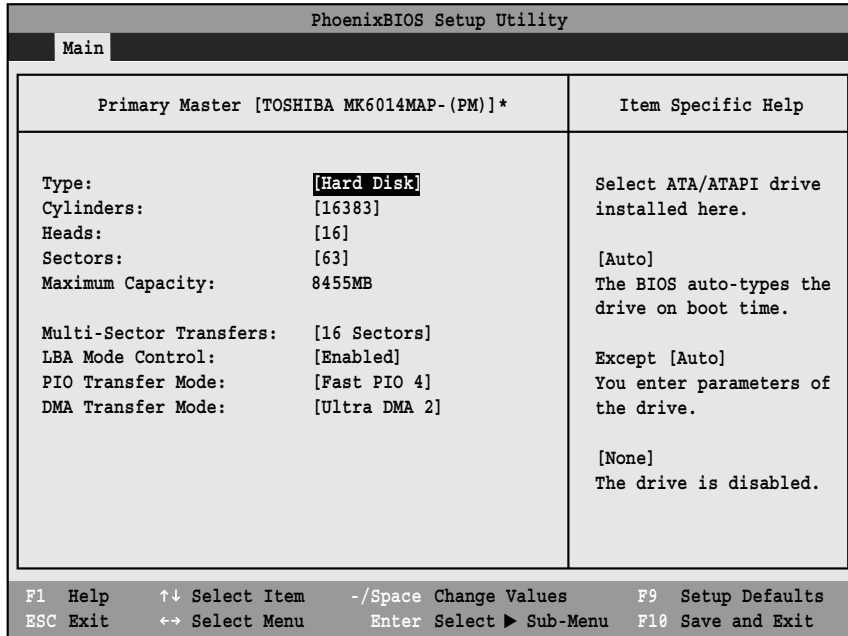 PhoenixBIOS Setup Utility
Main
Primary Master [TOSHIBA MK6014MAP-(PM)]*
Item Specific Help
Type: [Hard Disk]
Cylinders: [16383]
Heads: [16]
Sectors: [63]
Maximum Capacity: 8455MB
Multi-Sector Transfers: [16 Sectors]
LBA Mode Control: [Enabled]
PIO Transfer Mode: [Fast PIO 4]
DMA Transfer Mode: [Ultra DMA 2]
Select ATA/ATAPI drive
installed here.
[Auto]
The BIOS auto-types the
drive on boot time.
Except [Auto]
You enter parameters of
the drive.
[None]
The drive is disabled.
F1 Help ↑↓ Select Item -/Space Change Values F9 Setup Defaults
ESC Exit ←→ Select Menu Enter Select ▶ Sub-Menu F10 Save and Exit